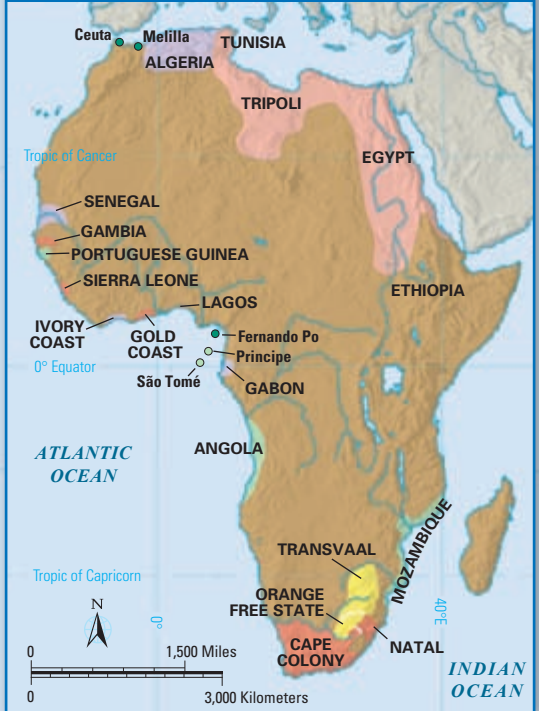 Ceuta
Melilla
TUNISIA
ALGERIA
TRIPOLI
Tropic of Cancer
EGYPT
SENEGAL
GAMBIA
PORTUGUESE GUINEA
SIERRA LEONE
ETHIOPIA
LAGOS
IVORY
COAST
GOLD
COAST
Fernando Po
Principe
0° Equator
São Tomé
GABON
ANGOLA
ATLANTIC
OCEAN
MOZAMBIQUE
TRANSVAAL
Tropic of Capricorn
ORANGE
FREE STATE
N
0°
40°E
CAPE
COLONY
NATAL
0 1,500 Miles
0 3,000 Kilometers
INDIAN
OCEAN